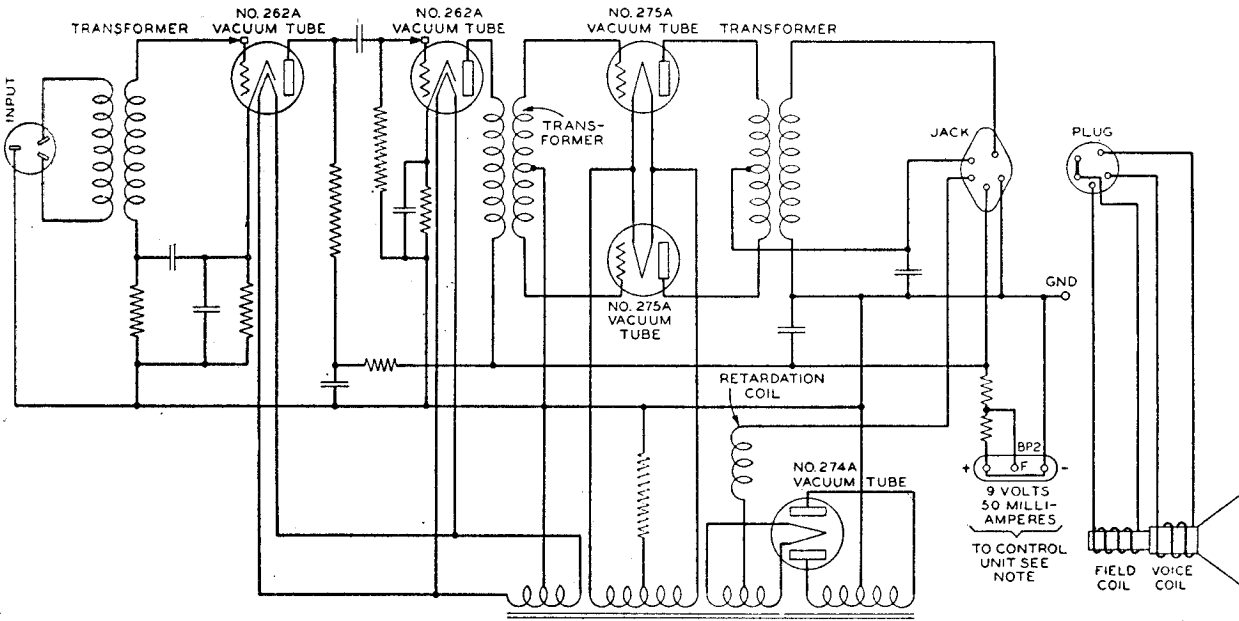 NO. 262A
VACUUM TUBE
NO. 262A
VACUUM TUBE
NO. 275A
VACUUM TUBE
TRANSFORMER
TRANSFORMER
INPUT
TRANS-
FORMER
JACK
PLUG
NO. 275A
VACUUM
TUBE
GND
RETARDATION
COIL
NO. 274A
VACUUM TUBE
BP2
+ F -
9 VOLTS
50 MILLI-
AMPERES
TO CONTROL
UNIT SEE
NOTE
FIELD
COIL
VOICE
COIL